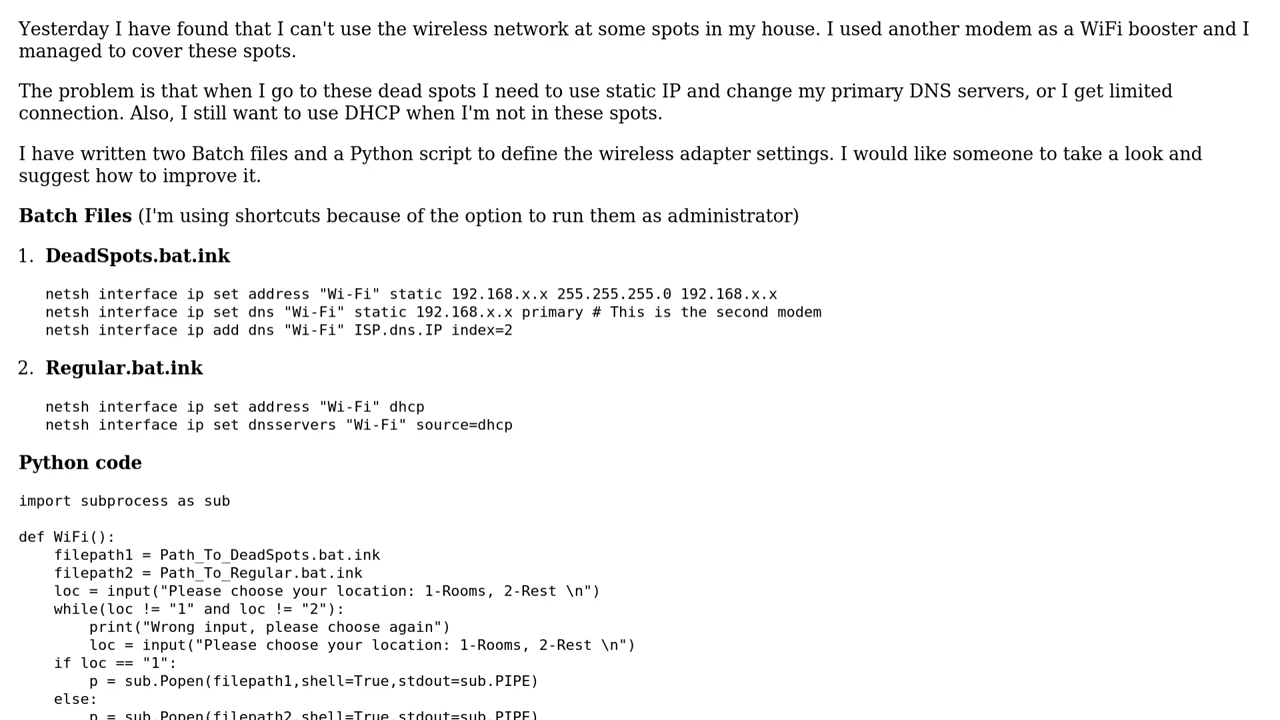 Yesterday I have found that I can't use the wireless network at some spots in my house. I used another modem as a WiFi booster and I
managed to cover these spots.
The problem is that when I go to these dead spots I need to use static IP and change my primary DNS servers, or I get limited
connection. Also, I still want to use DHCP when I'm not in these spots.
I have written two Batch files and a Python script to define the wireless adapter settings. I would like someone to take a look and
suggest how to improve it.
Batch Files (I'm using shortcuts because of the option to run them as administrator)
1. DeadSpots.bat.ink
netsh interface ip set address "Wi-Fi" static 192.168.x.x 255.255.255.0 192.168.x.x
netsh interface ip set dns "Wi-Fi" static 192.168.x.x primary # This is the second modem
netsh interface ip add dns "Wi-Fi" ISP.dns.IP index=2
2. Regular.bat.ink
netsh interface ip set address "Wi-Fi" dhcp
netsh interface ip set dnsservers "Wi-Fi" source=dhcp
Python code
import subprocess as sub
def WiFi():
    filepath1 = Path_To_DeadSpots.bat.ink
    filepath2 = Path_To_Regular.bat.ink
    loc = input("Please choose your location: 1-Rooms, 2-Rest \n")
    while(loc != "1" and loc != "2"):
        print("Wrong input, please choose again")
        loc = input("Please choose your location: 1-Rooms, 2-Rest \n")
    if loc == "1":
        p = sub.Popen(filepath1,shell=True,stdout=sub.PIPE)
    else:
        p = sub.Popen(filepath2,shell=True,stdout=sub.PIPE)